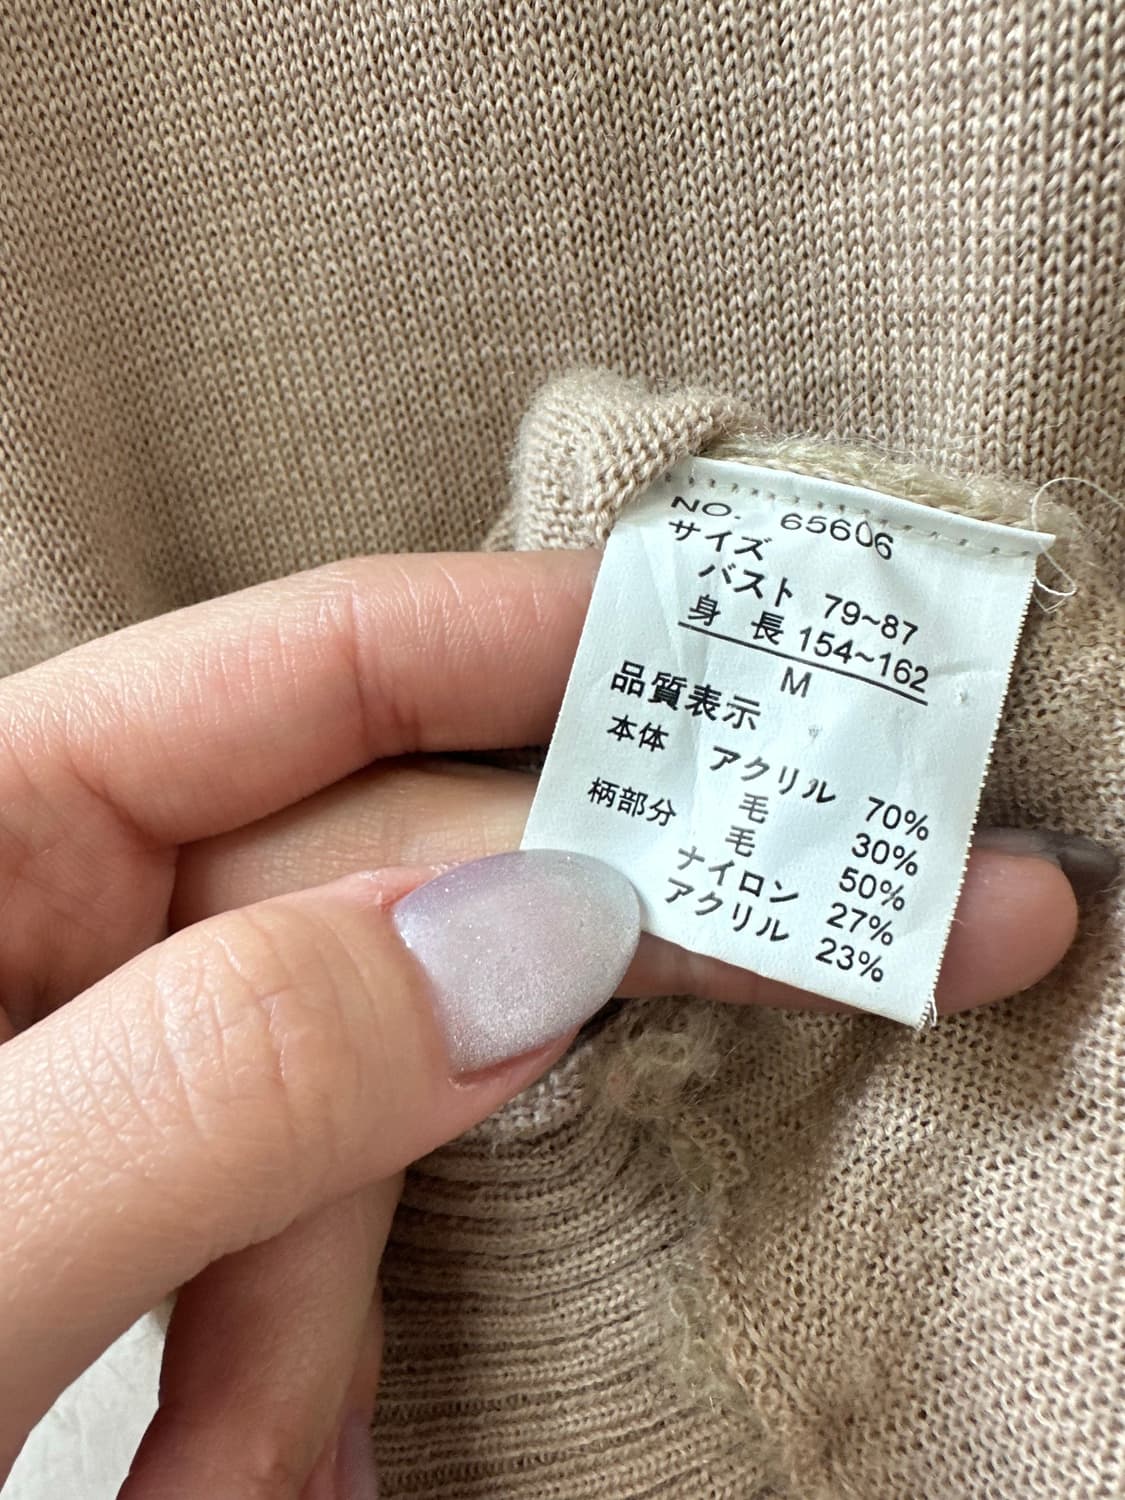 NO. 65606
サイズ
バスト 79~87
身 長 154~162
M
品質表示
本体 アクリル 70%
毛 30%
柄部分 毛 50%
ナイロン 27%
アクリル 23%